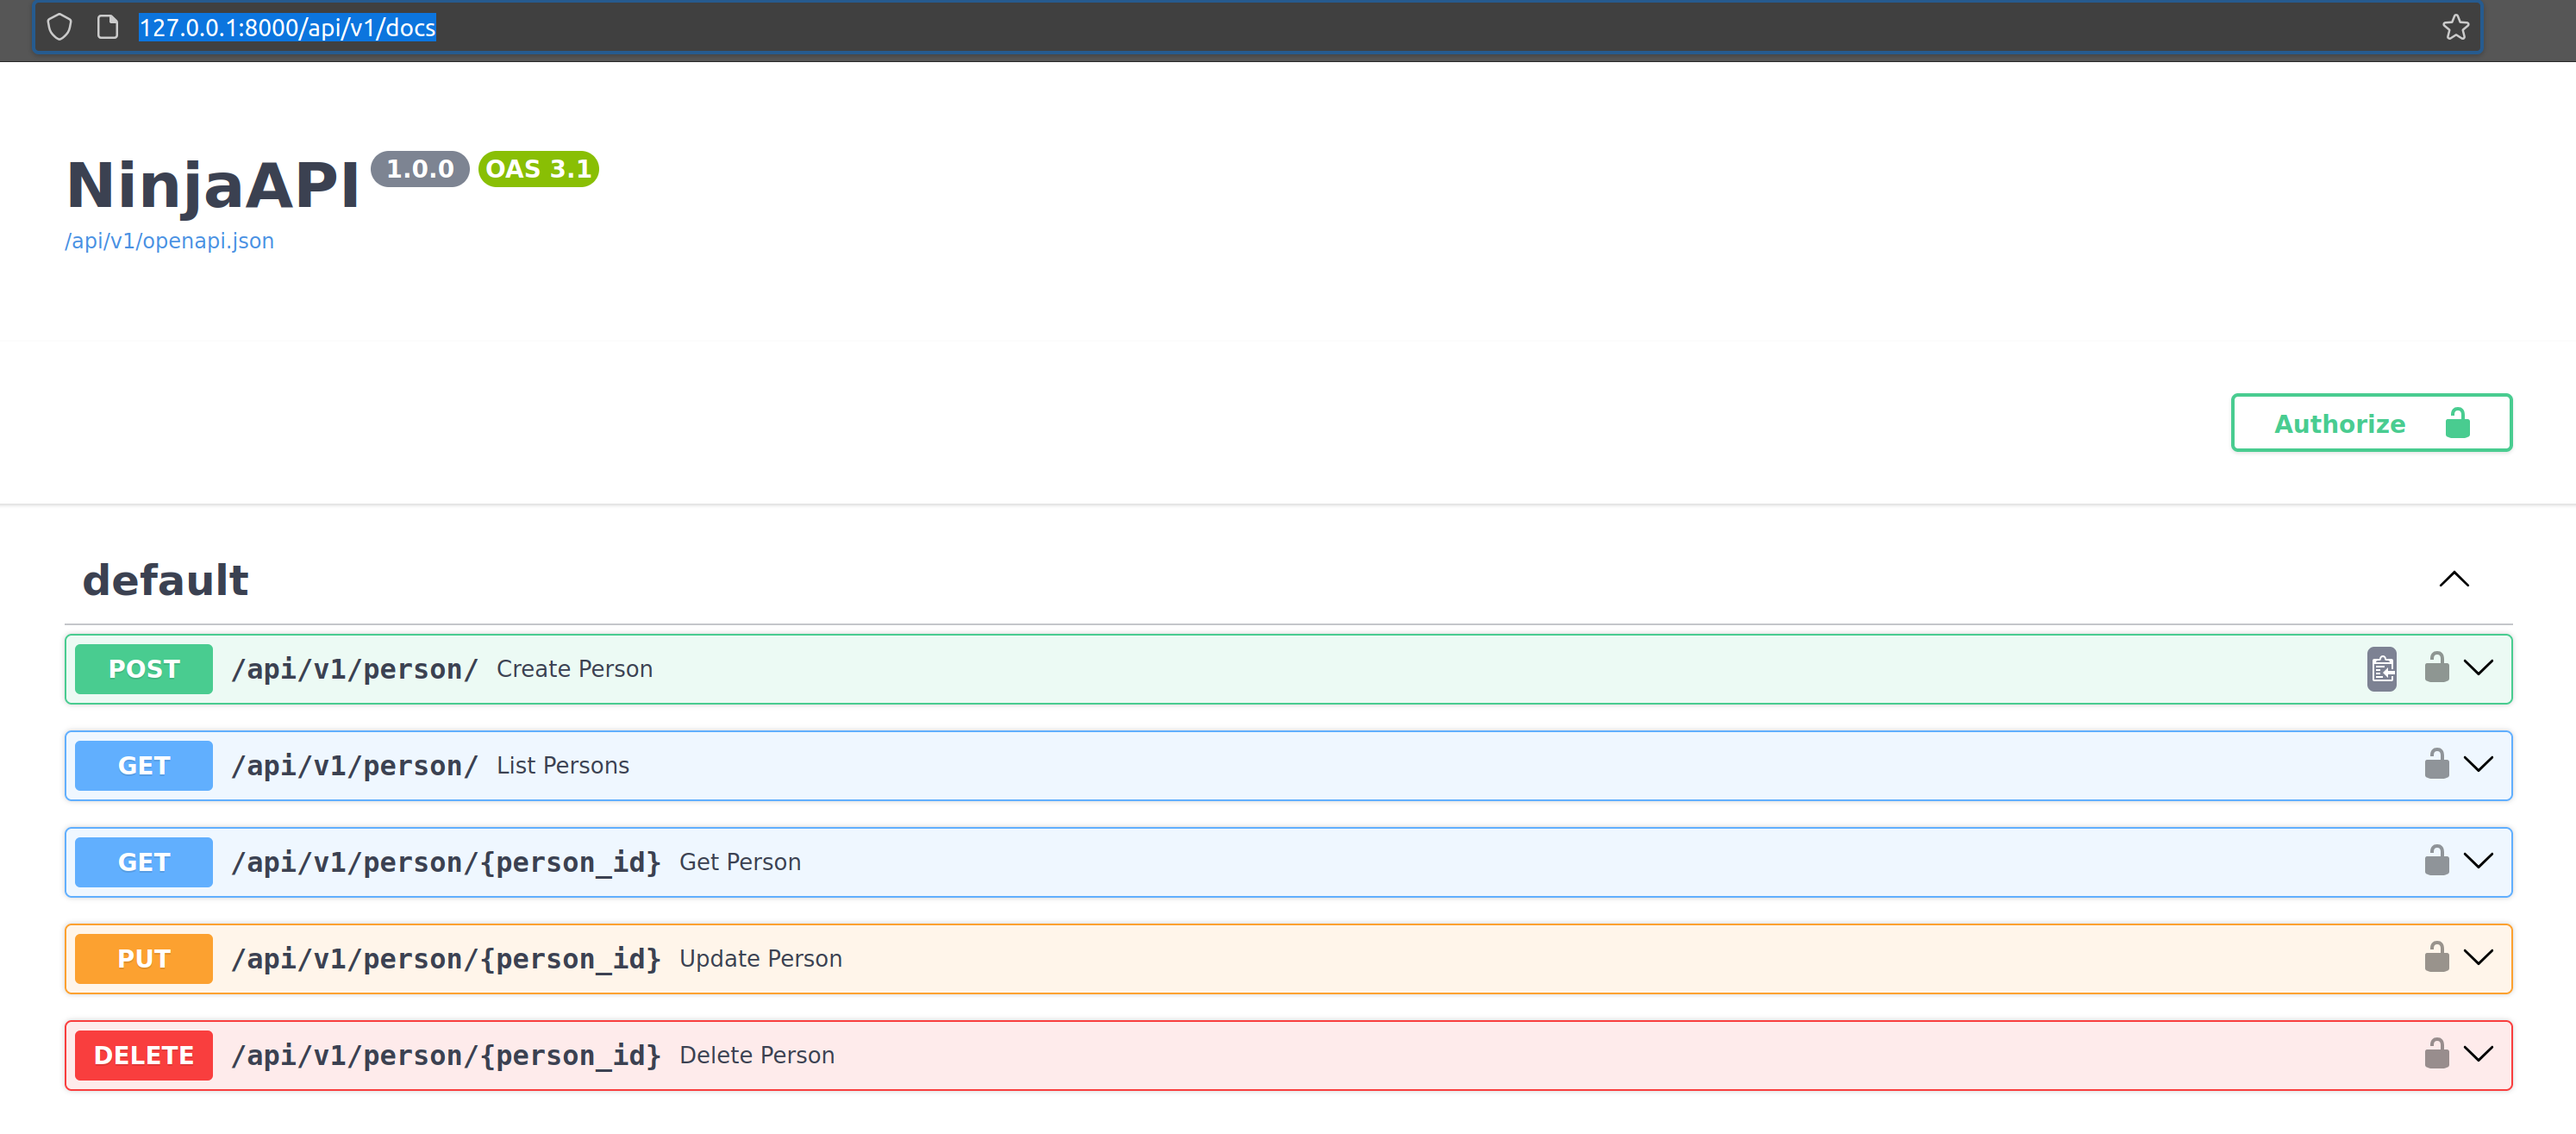 127.0.0.1:8000/api/v1/docs
NinjaAPI 1.0.0 OAS 3.1
/api/v1/openapi.json
Authorize
default
POST /api/v1/person/ Create Person
GET /api/v1/person/ List Persons
GET /api/v1/person/{person_id} Get Person
PUT /api/v1/person/{person_id} Update Person
DELETE /api/v1/person/{person_id} Delete Person